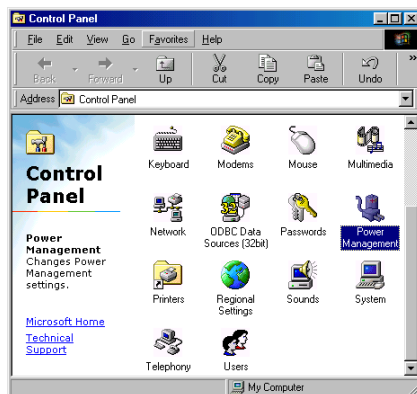 Control Panel
File Edit View Go Favorites Help
Back Forward Up Cut Copy Paste Undo »
Address Control Panel
Control
Panel
Power
Management
Changes Power
Management
settings.
Microsoft Home
Technical
Support
Keyboard Modems Mouse Multimedia
Network ODBC Data Passwords Power
Sources (32bit) Management
Printers Regional Sounds System
Settings
Telephony Users
My Computer